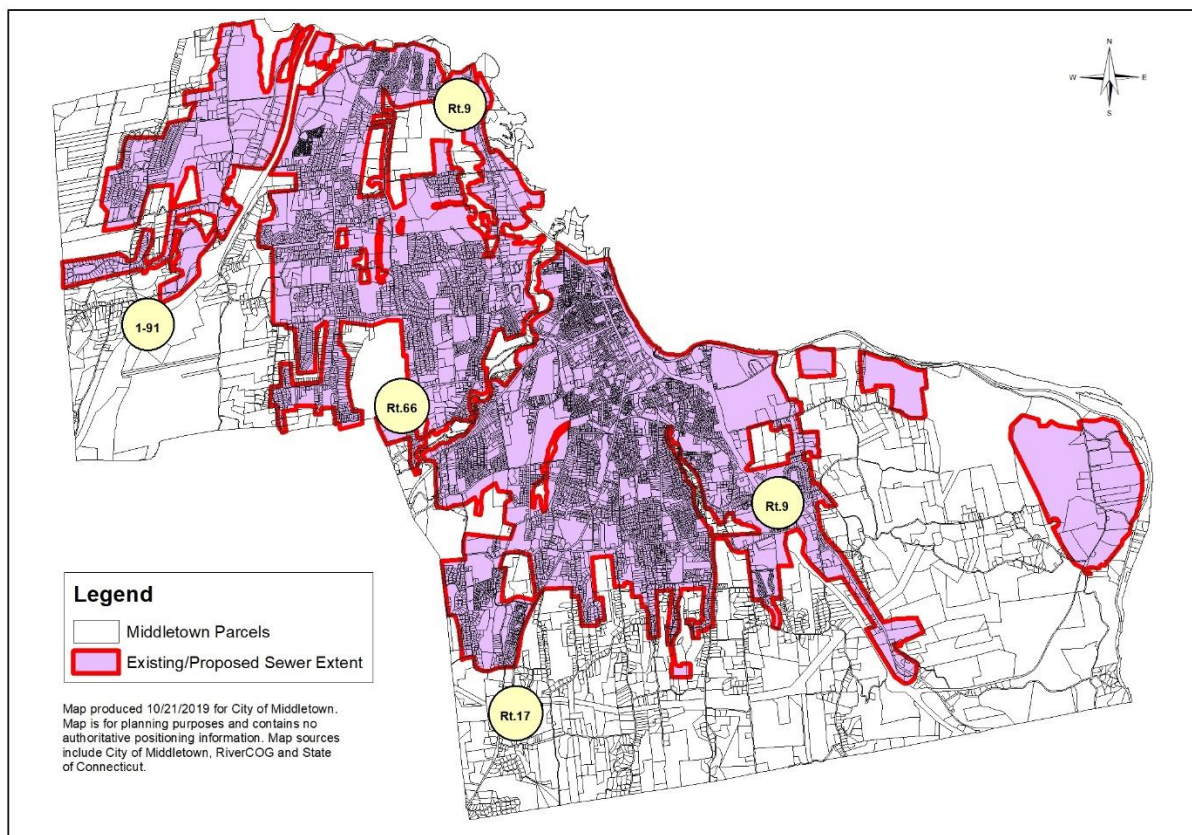 N
W
E
S
Rt.9
1-91
Rt.66
Rt.9
Rt.17
Legend
Middletown Parcels
Existing/Proposed Sewer Extent
Map produced 10/21/2019 for City of Middletown.
Map is for planning purposes and contains no
authoritative positioning information. Map sources
include City of Middletown, RiverCOG and State
of Connecticut.